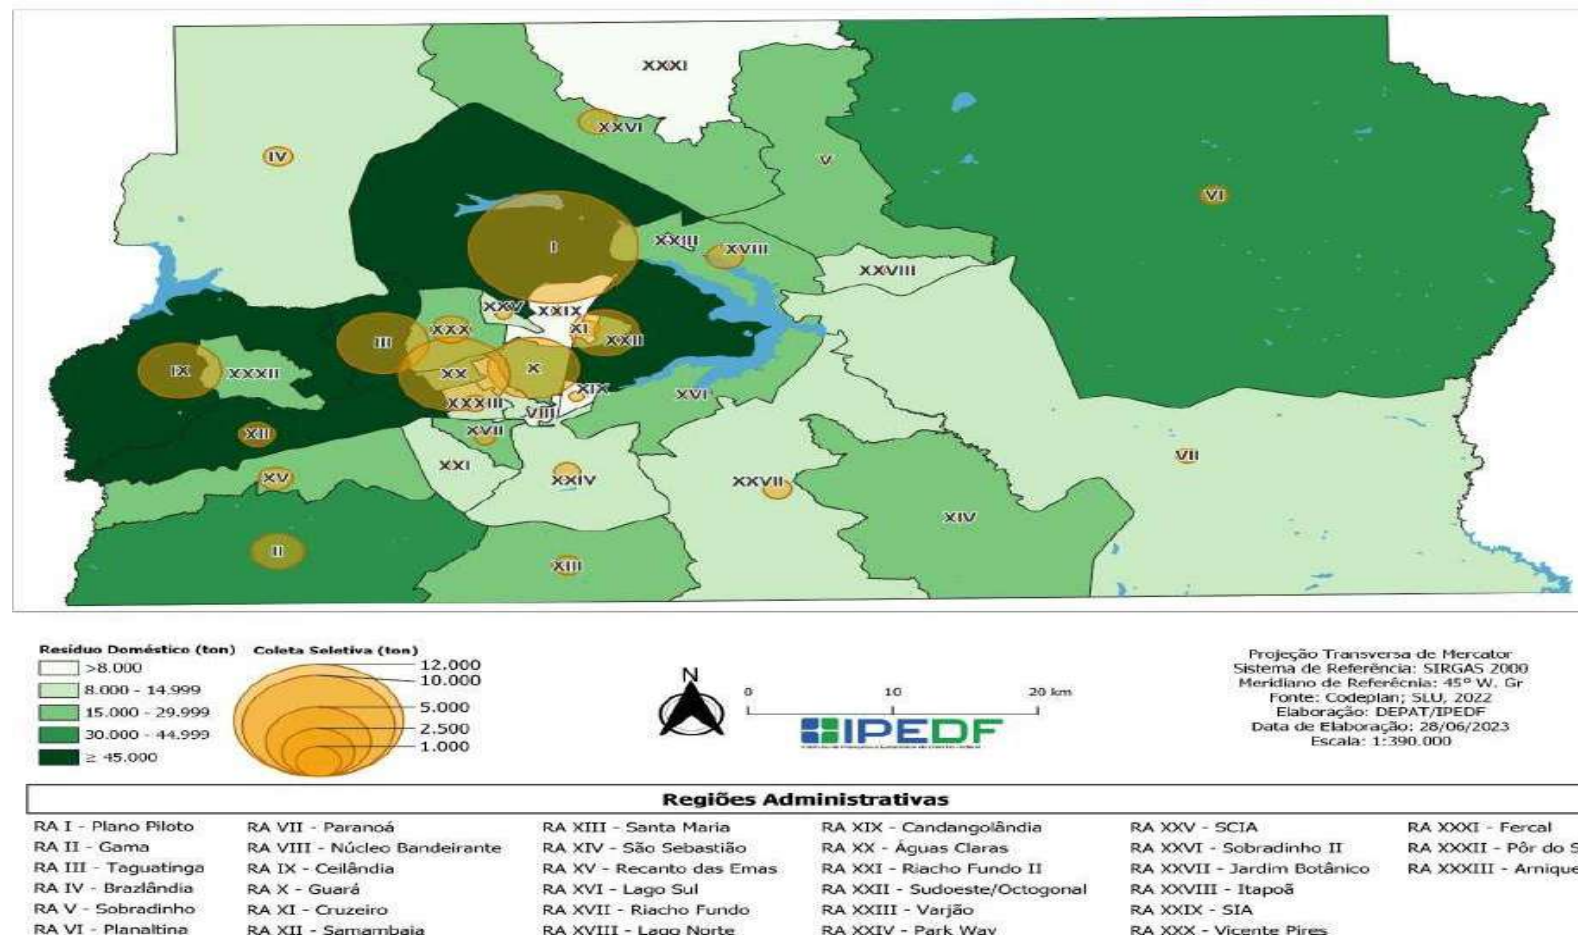 XXXI
XXVI
IV
V
VI
I
XXIII
XVIII
XXVIII
XXV
XXIX
XXX
XI
XXII
III
IX
XXXII
XX
X
XIX
XXXIII
VIII
XVI
XII
XVII
XXI
VII
XV
XXIV
XXVII
XIV
II
XIII
Resíduo Doméstico (ton)
>8.000
8.000 - 14.999
15.000 - 29.999
30.000 - 44.999
≥ 45.000
Coleta Seletiva (ton)
12.000
10.000
5.000
2.500
1.000
N
0 10 20 km
IPEDF
Projeção Transversa de Mercator
Sistema de Referência: SIRGAS 2000
Meridiano de Referêcnia: 45º W. Gr
Fonte: Codeplan; SLU, 2022
Elaboração: DEPAT/IPEDF
Data de Elaboração: 28/06/2023
Escala: 1:390.000
Regiões Administrativas
RA I - Plano Piloto
RA II - Gama
RA III - Taguatinga
RA IV - Brazlândia
RA V - Sobradinho
RA VI - Planaltina
RA VII - Paranoá
RA VIII - Núcleo Bandeirante
RA IX - Ceilândia
RA X - Guará
RA XI - Cruzeiro
RA XII - Samambaia
RA XIII - Santa Maria
RA XIV - São Sebastião
RA XV - Recanto das Emas
RA XVI - Lago Sul
RA XVII - Riacho Fundo
RA XVIII - Lago Norte
RA XIX - Candangolândia
RA XX - Águas Claras
RA XXI - Riacho Fundo II
RA XXII - Sudoeste/Octogonal
RA XXIII - Varjão
RA XXIV - Park Way
RA XXV - SCIA
RA XXVI - Sobradinho II
RA XXVII - Jardim Botânico
RA XXVIII - Itapoã
RA XXIX - SIA
RA XXX - Vicente Pires
RA XXXI - Fercal
RA XXXII - Pôr do S
RA XXXIII - Arnique